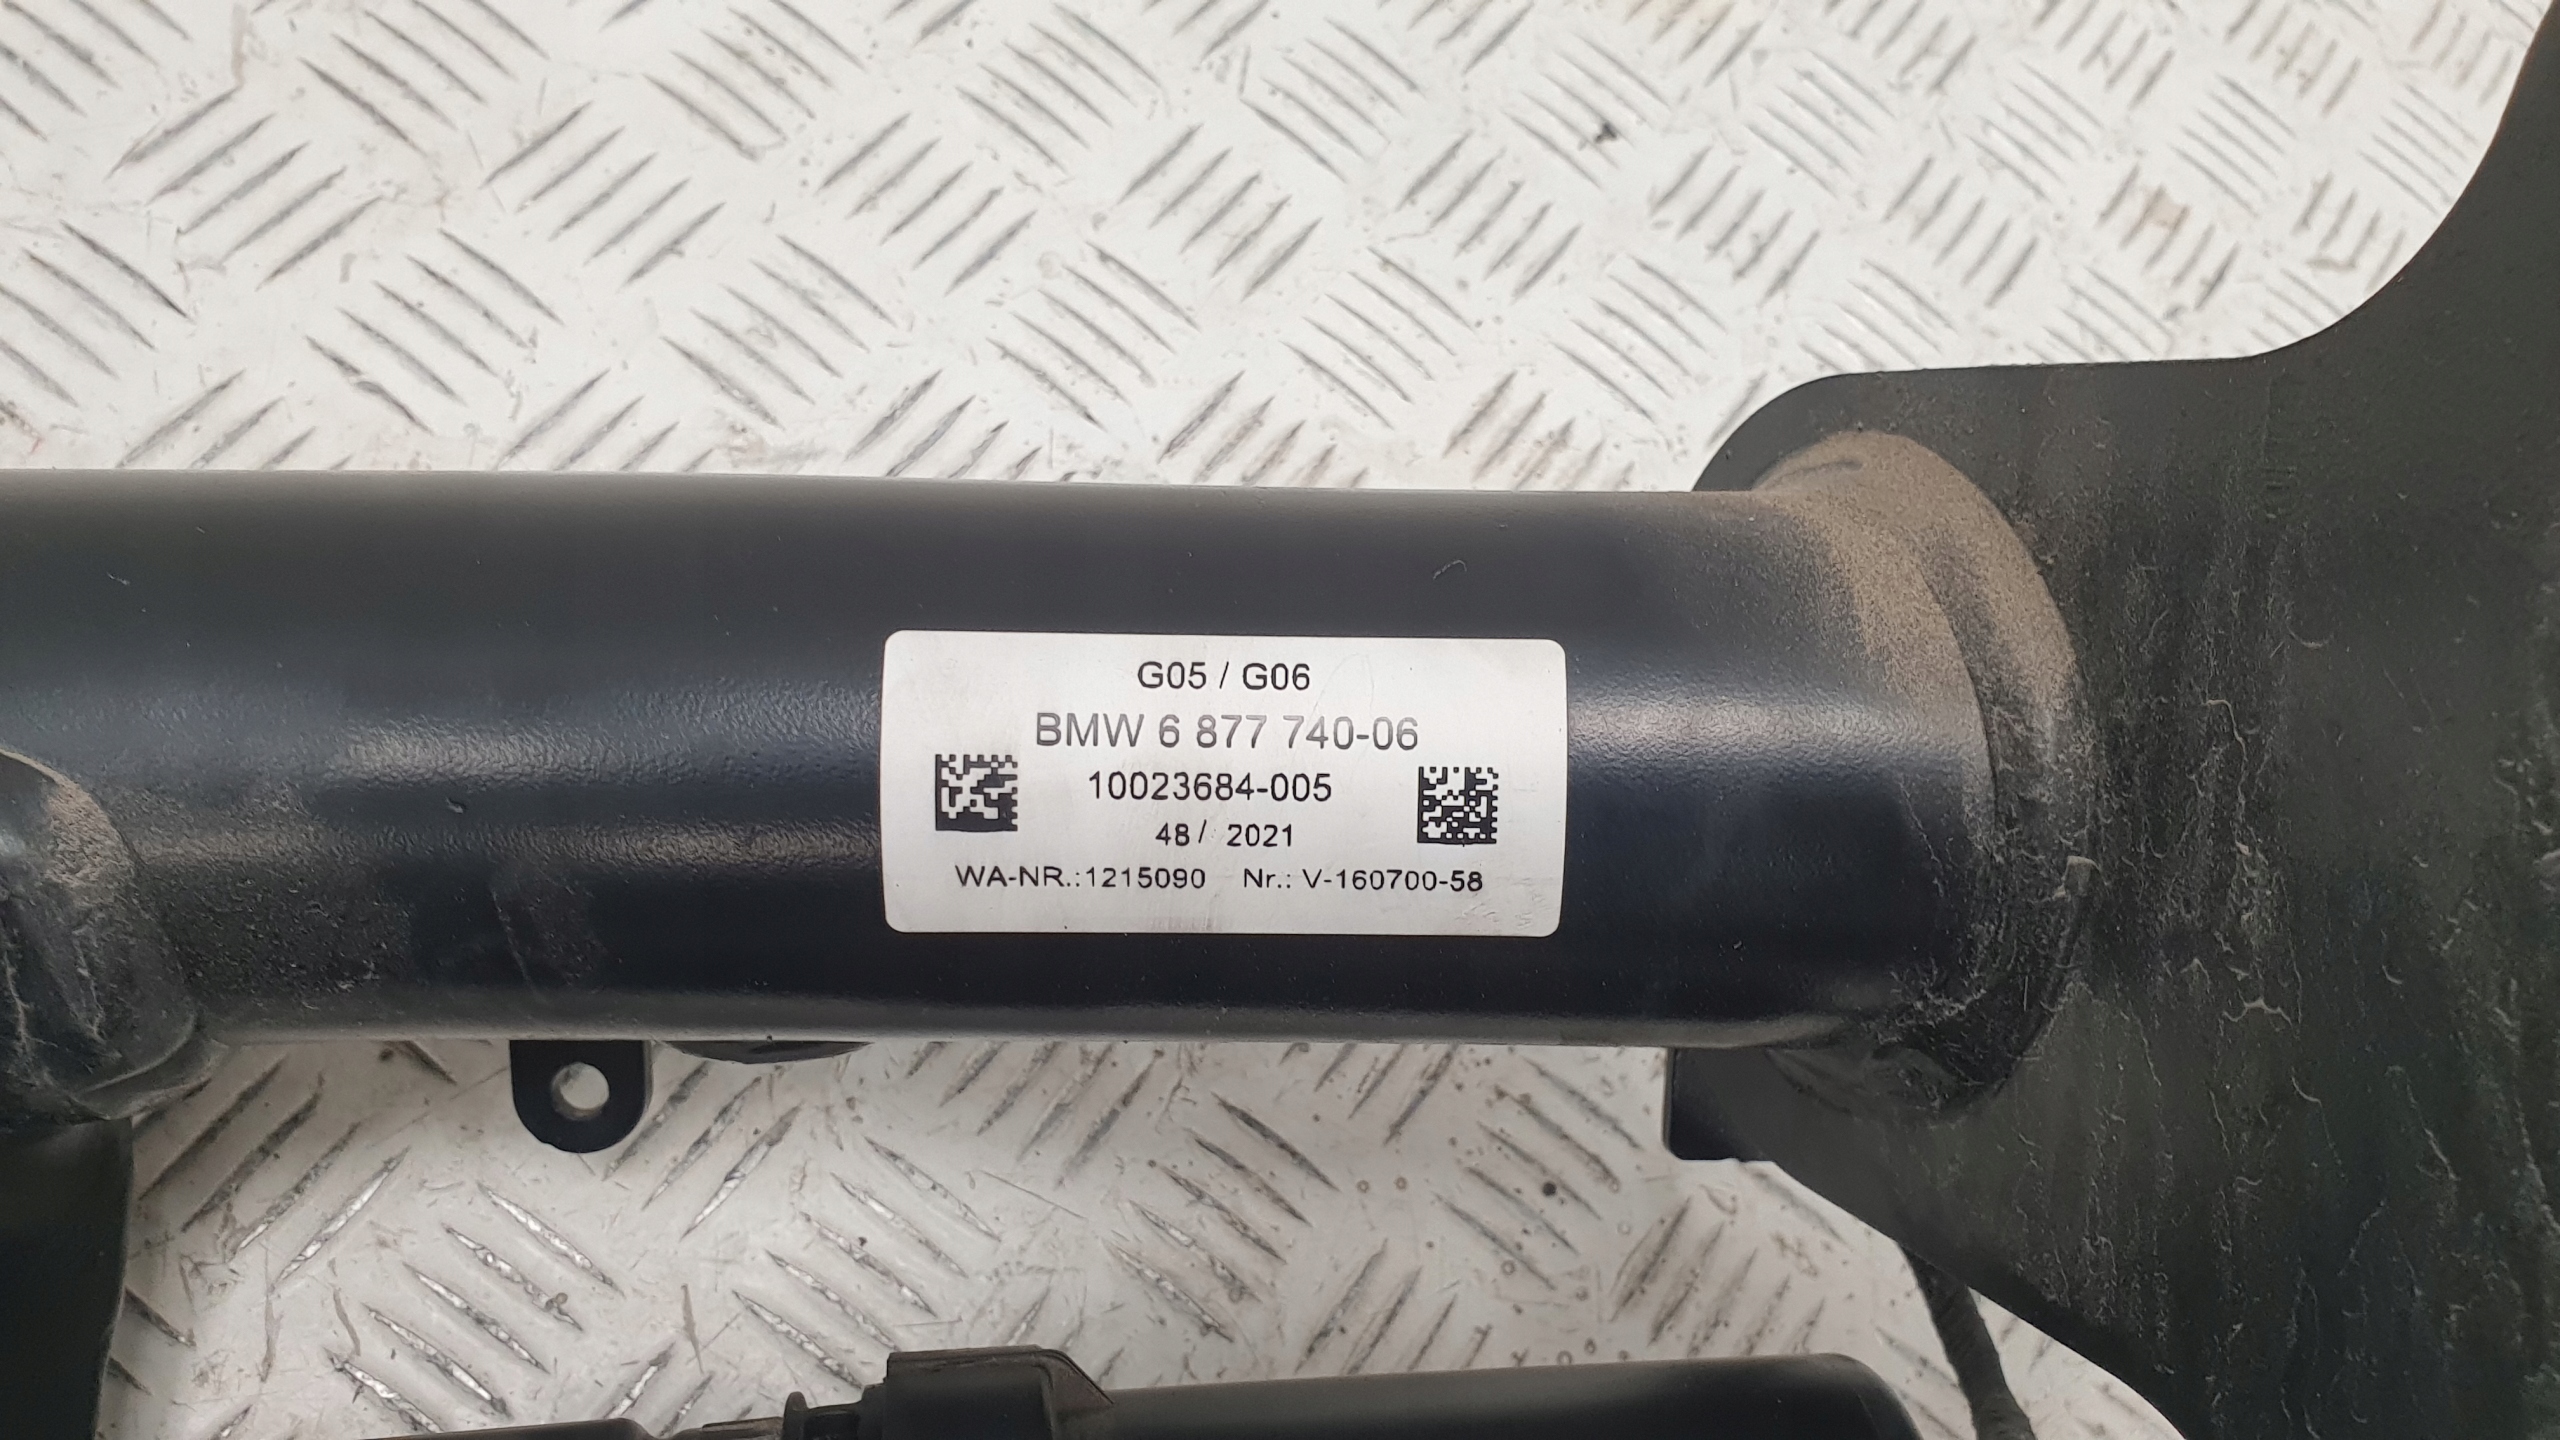 G05 / G06
BMW 6 877 740-06
10023684-005
48/ 2021
WA-NR.:1215090 Nr.: V-160700-58